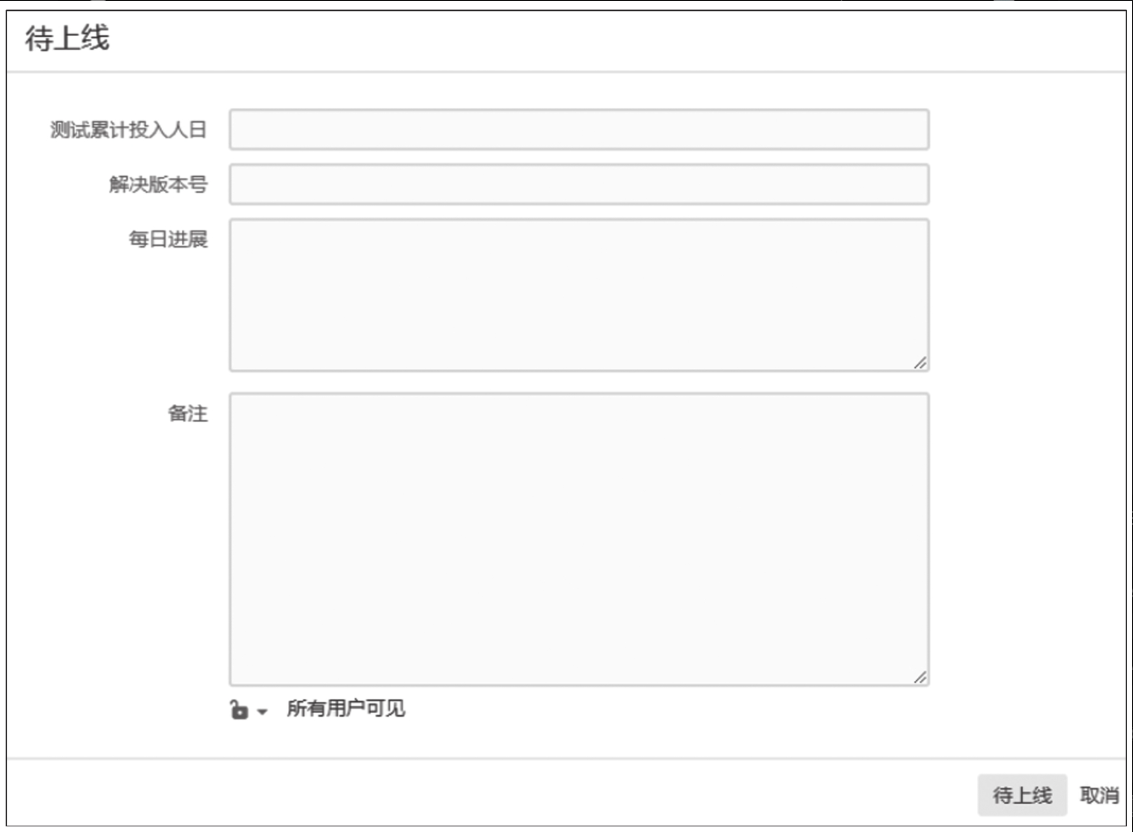 待上线
测试累计投入人日
解决版本号
每日进展
备注
所有用户可见
待上线 取消